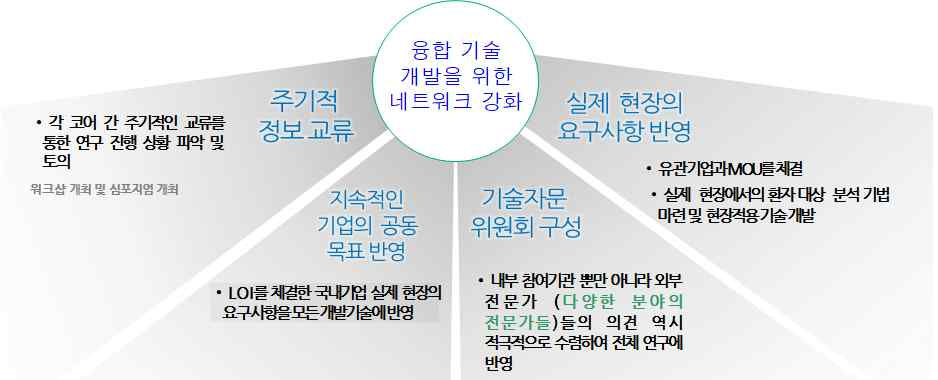 융합 기술
개발을 위한
네트워크 강화
주기적
정보 교류
• 각 코어 간 주기적인 교류를
통한 연구 진행 상황 파악 및
토의
워크샵 개최 및 심포지엄 개최
지속적인
기업의 공동
목표 반영
• LOI를 체결한 국내기업 실제 현장의
요구사항을 모든 개발기술에 반영
기술자문
위원회 구성
• 내부 참여기관 뿐만 아니라 외부
전문가 (다양한 분야의
전문가들)들의 의견 역시
적극적으로 수렴하여 전체 연구에
반영
실제 현장의
요구사항 반영
• 유관기업과 MOU를 체결
• 실제 현장에서의 환자 대상 분석 기법
마련 및 현장적용 기술 개발